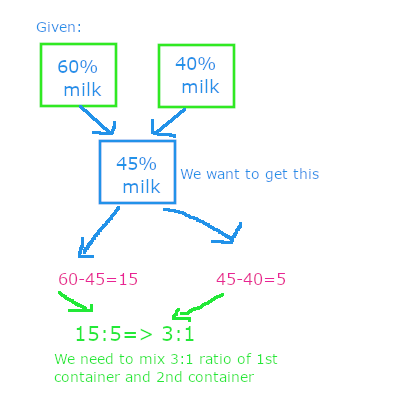 Given:
60%
milk
40%
milk
45%
milk
We want to get this
60-45=15
45-40=5
15:5=> 3:1
We need to mix 3:1 ratio of 1st
container and 2nd container